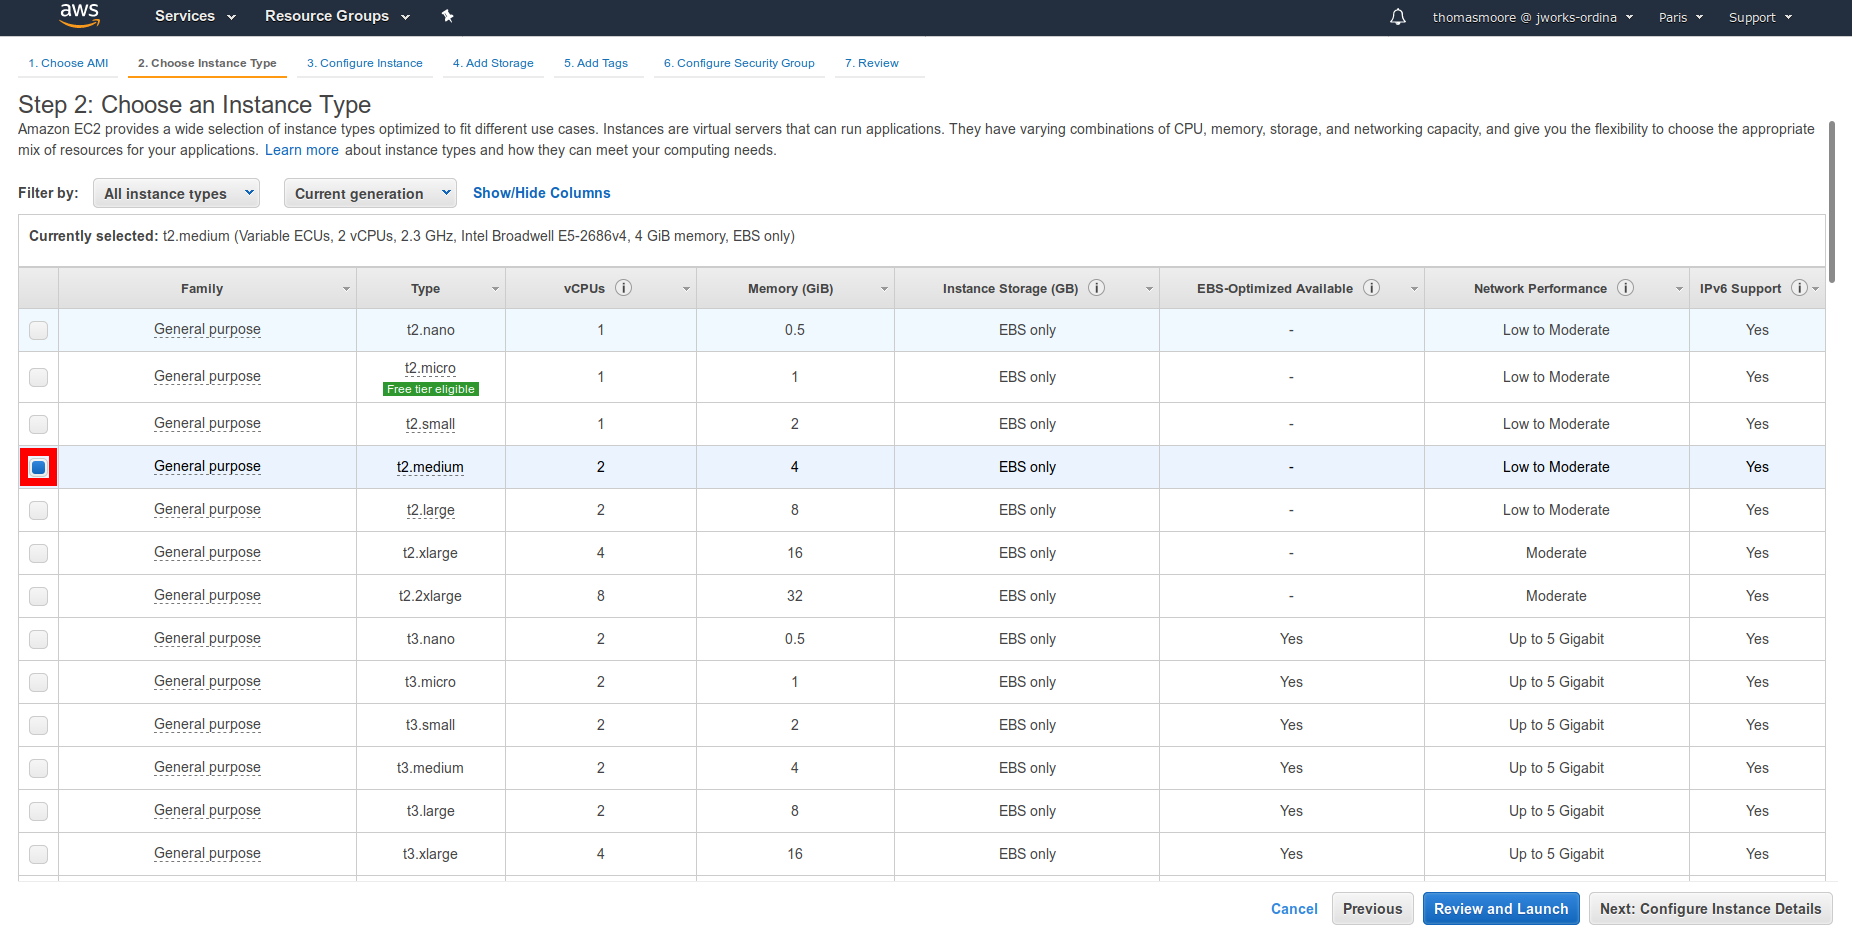 aws Services Resource Groups thomasmoore @ jworks-ordina Paris Support
1. Choose AMI 2. Choose Instance Type 3. Configure Instance 4. Add Storage 5. Add Tags 6. Configure Security Group 7. Review
Step 2: Choose an Instance Type
Amazon EC2 provides a wide selection of instance types optimized to fit different use cases. Instances are virtual servers that can run applications. They have varying combinations of CPU, memory, storage, and networking capacity, and give you the flexibility to choose the appropriate
mix of resources for your applications. Learn more about instance types and how they can meet your computing needs.
Filter by: All instance types Current generation Show/Hide Columns
Currently selected: t2.medium (Variable ECUs, 2 vCPUs, 2.3 GHz, Intel Broadwell E5-2686v4, 4 GiB memory, EBS only)
Family Type vCPUs i Memory (GiB) Instance Storage (GB) i EBS-Optimized Available i Network Performance i IPv6 Support i
General purpose t2.nano 1 0.5 EBS only - Low to Moderate Yes
General purpose t2.micro Free tier eligible 1 1 EBS only - Low to Moderate Yes
General purpose t2.small 1 2 EBS only - Low to Moderate Yes
General purpose t2.medium 2 4 EBS only - Low to Moderate Yes
General purpose t2.large 2 8 EBS only - Low to Moderate Yes
General purpose t2.xlarge 4 16 EBS only - Moderate Yes
General purpose t2.2xlarge 8 32 EBS only - Moderate Yes
General purpose t3.nano 2 0.5 EBS only Yes Up to 5 Gigabit Yes
General purpose t3.micro 2 1 EBS only Yes Up to 5 Gigabit Yes
General purpose t3.small 2 2 EBS only Yes Up to 5 Gigabit Yes
General purpose t3.medium 2 4 EBS only Yes Up to 5 Gigabit Yes
General purpose t3.large 2 8 EBS only Yes Up to 5 Gigabit Yes
General purpose t3.xlarge 4 16 EBS only Yes Up to 5 Gigabit Yes
Cancel Previous Review and Launch Next: Configure Instance Details